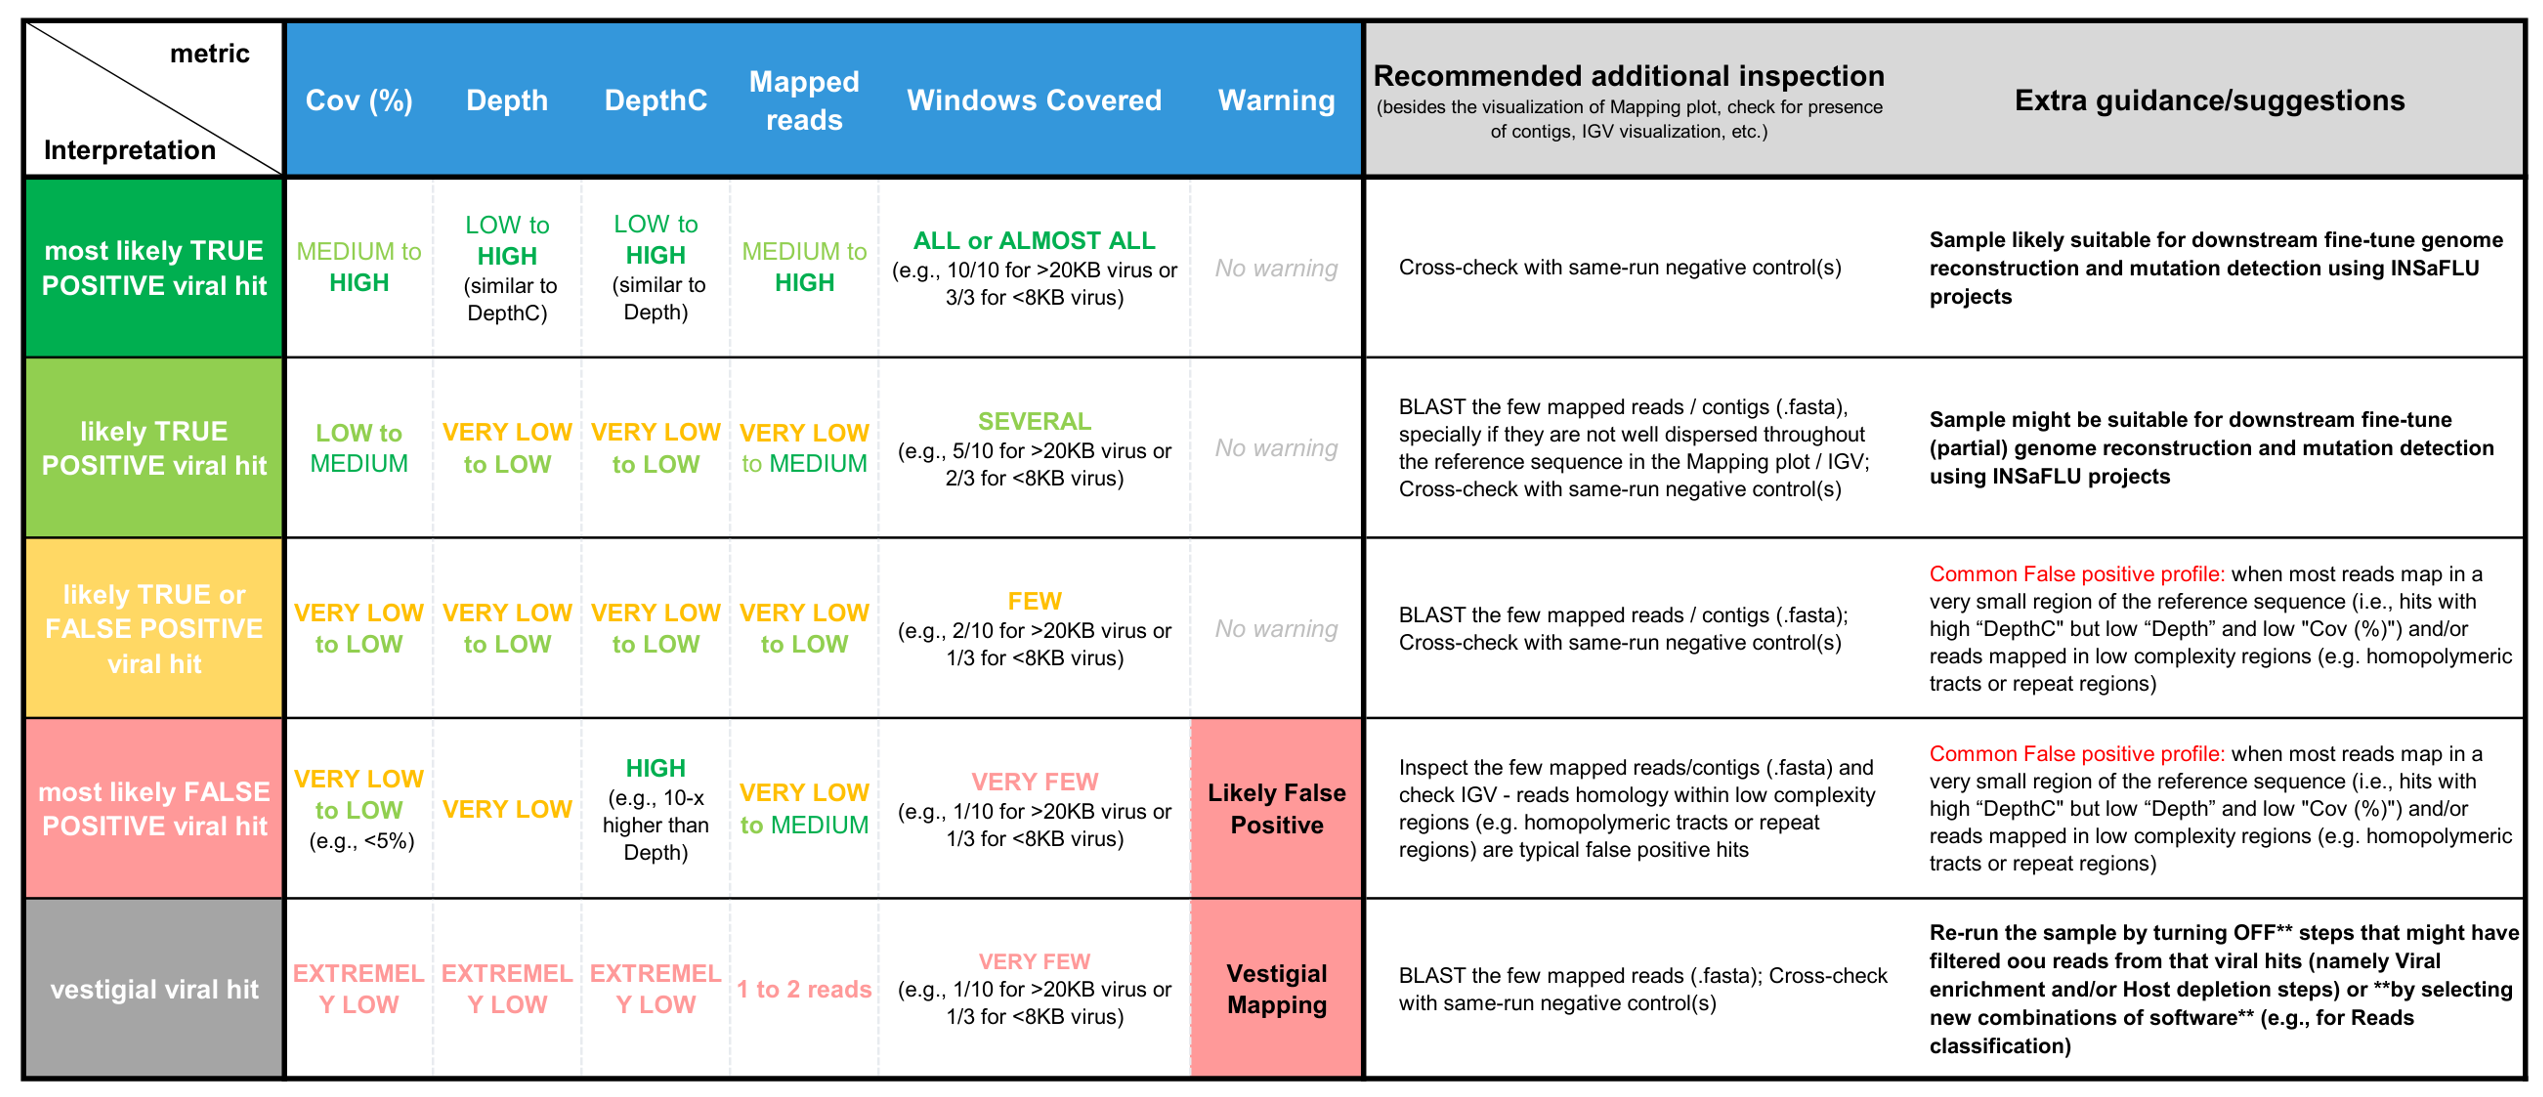 metric
Interpretation
Cov (%)
Depth
DepthC
Mapped
reads
Windows Covered
Warning
Recommended additional inspection
(besides the visualization of Mapping plot, check for presence
of contigs, IGV visualization, etc.)
Extra guidance/suggestions
most likely TRUE
POSITIVE viral hit
MEDIUM to
HIGH
LOW to
HIGH
(similar to
DepthC)
LOW to
HIGH
(similar to
Depth)
MEDIUM to
HIGH
ALL or ALMOST ALL
(e.g., 10/10 for >20KB virus or
3/3 for <8KB virus)
No warning
Cross-check with same-run negative control(s)
Sample likely suitable for downstream fine-tune genome
reconstruction and mutation detection using INSaFLU
projects
likely TRUE
POSITIVE viral hit
LOW to
MEDIUM
VERY LOW
to LOW
VERY LOW
to LOW
VERY LOW
to MEDIUM
SEVERAL
(e.g., 5/10 for >20KB virus or
2/3 for <8KB virus)
No warning
BLAST the few mapped reads / contigs (.fasta),
specially if they are not well dispersed throughout
the reference sequence in the Mapping plot / IGV;
Cross-check with same-run negative control(s)
Sample might be suitable for downstream fine-tune
(partial) genome reconstruction and mutation detection
using INSaFLU projects
likely TRUE or
FALSE POSITIVE
viral hit
VERY LOW
to LOW
VERY LOW
to LOW
VERY LOW
to LOW
VERY LOW
to LOW
FEW
(e.g., 2/10 for >20KB virus or
1/3 for <8KB virus)
No warning
BLAST the few mapped reads / contigs (.fasta);
Cross-check with same-run negative control(s)
Common False positive profile: when most reads map in a
very small region of the reference sequence (i.e., hits with
high “DepthC" but low “Depth” and low "Cov (%)") and/or
reads mapped in low complexity regions (e.g. homopolymeric
tracts or repeat regions)
most likely FALSE
POSITIVE viral hit
VERY LOW
to LOW
(e.g., <5%)
VERY LOW
HIGH
(e.g., 10-x
higher than
Depth)
VERY LOW
to MEDIUM
VERY FEW
(e.g., 1/10 for >20KB virus or
1/3 for <8KB virus)
Likely False
Positive
Inspect the few mapped reads/contigs (.fasta) and
check IGV - reads homology within low complexity
regions (e.g. homopolymeric tracts or repeat
regions) are typical false positive hits
Common False positive profile: when most reads map in a
very small region of the reference sequence (i.e., hits with
high “DepthC" but low “Depth” and low "Cov (%)") and/or
reads mapped in low complexity regions (e.g. homopolymeric
tracts or repeat regions)
vestigial viral hit
EXTREMEL
Y LOW
EXTREMEL
Y LOW
EXTREMEL
Y LOW
1 to 2 reads
VERY FEW
(e.g., 1/10 for >20KB virus or
1/3 for <8KB virus)
Vestigial
Mapping
BLAST the few mapped reads (.fasta); Cross-check
with same-run negative control(s)
Re-run the sample by turning OFF** steps that might have
filtered oou reads from that viral hits (namely Viral
enrichment and/or Host depletion steps) or **by selecting
new combinations of software** (e.g., for Reads
classification)